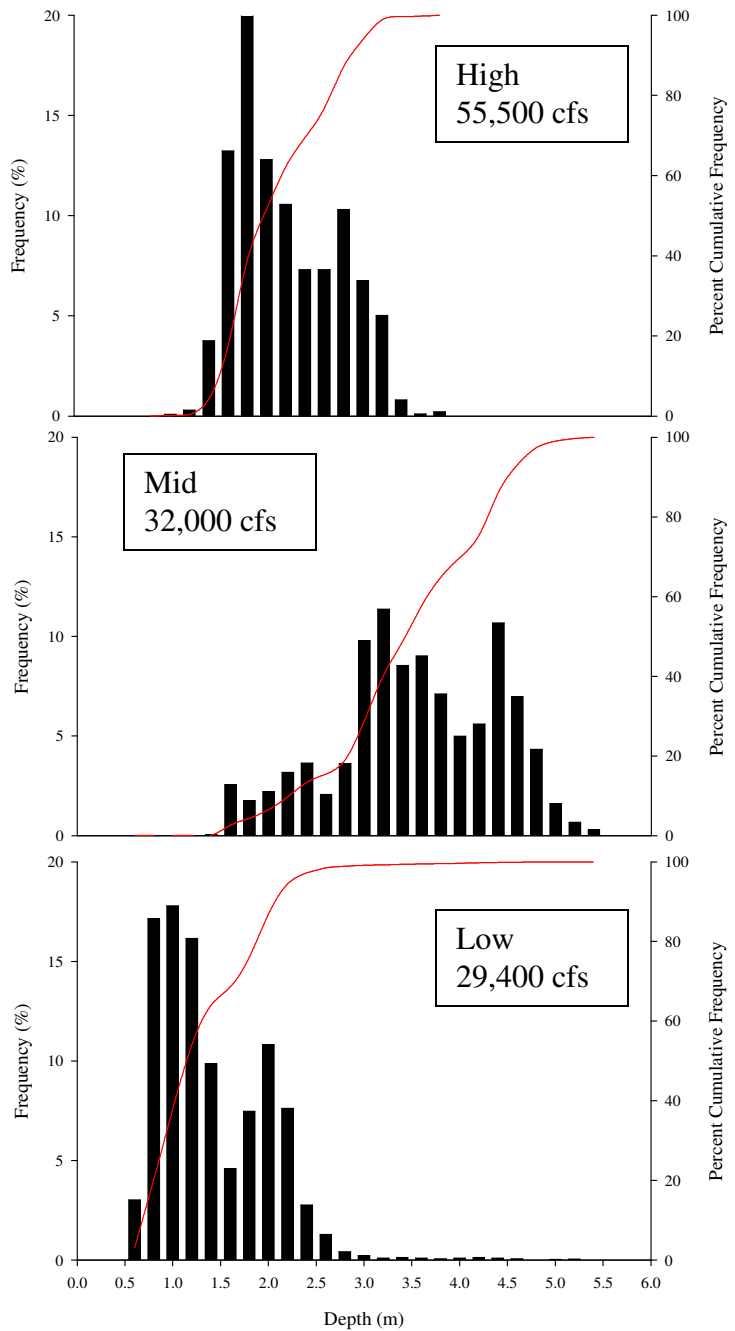 20
15
10
5
0
Frequency (%)
High
55,500 cfs
100
80
60
40
20
0
Percent Cumulative Frequency
20
15
10
5
0
Frequency (%)
Mid
32,000 cfs
100
80
60
40
20
0
Percent Cumulative Frequency
20
15
10
5
0
Frequency (%)
Low
29,400 cfs
100
80
60
40
20
0
Percent Cumulative Frequency
0.0 0.5 1.0 1.5 2.0 2.5 3.0 3.5 4.0 4.5 5.0 5.5 6.0
Depth (m)